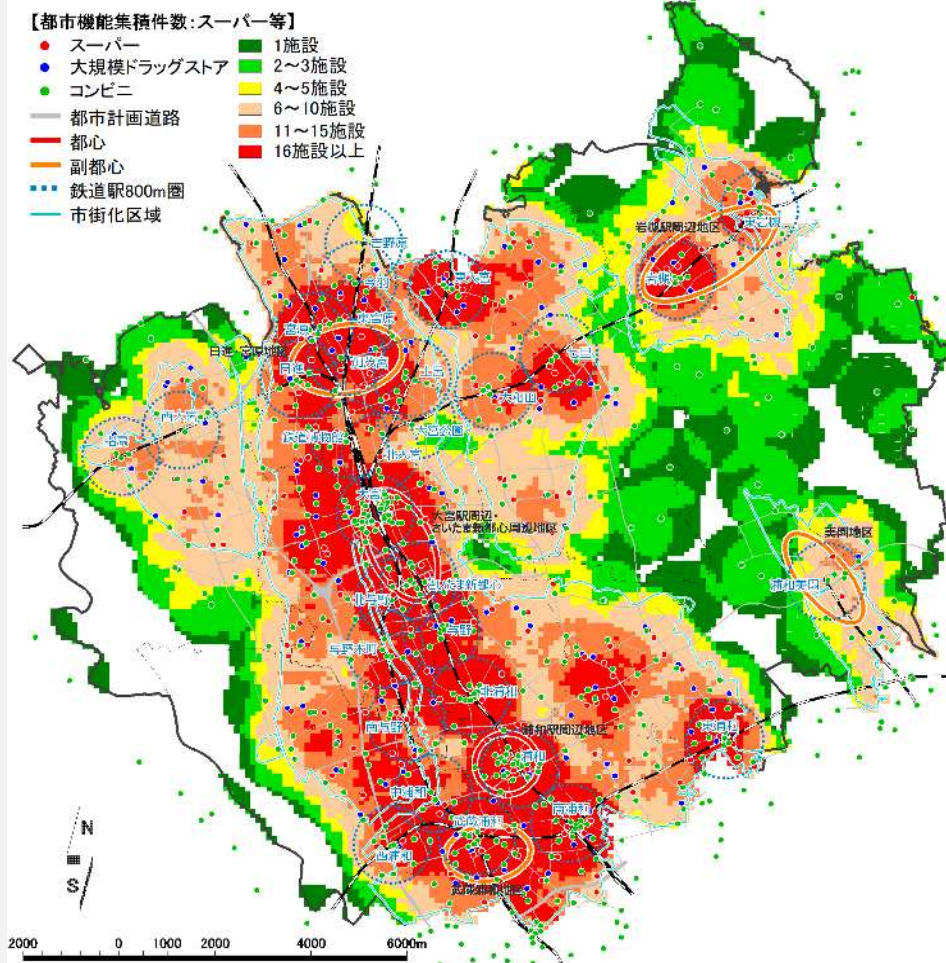 【都市機能集積件数:スーパー等】
スーパー
大規模ドラッグストア
コンビニ
都市計画道路
都心
副都心
鉄道駅800m圏
市街化区域
1施設
2～3施設
4～5施設
6～10施設
11～15施設
16施設以上
岩槻駅周辺地区
東岩槻
岩槻
吉野原
今羽
東大宮
東宮原
宮原
日進・宮原地区
日進
加茂宮
土呂
七里
大和田
西大宮
指扇
鉄道博物館
大宮公園
北大宮
大宮
大宮駅周辺・
さいたま新都心周辺地区
美園地区
浦和美園
さいたま新都心
北与野
与野
与野本町
北浦和
南与野
浦和駅周辺地区
東浦和
浦和
中浦和
武蔵浦和
南浦和
西浦和
武蔵浦和地区
N
S
2000
0
1000
2000
4000
6000m